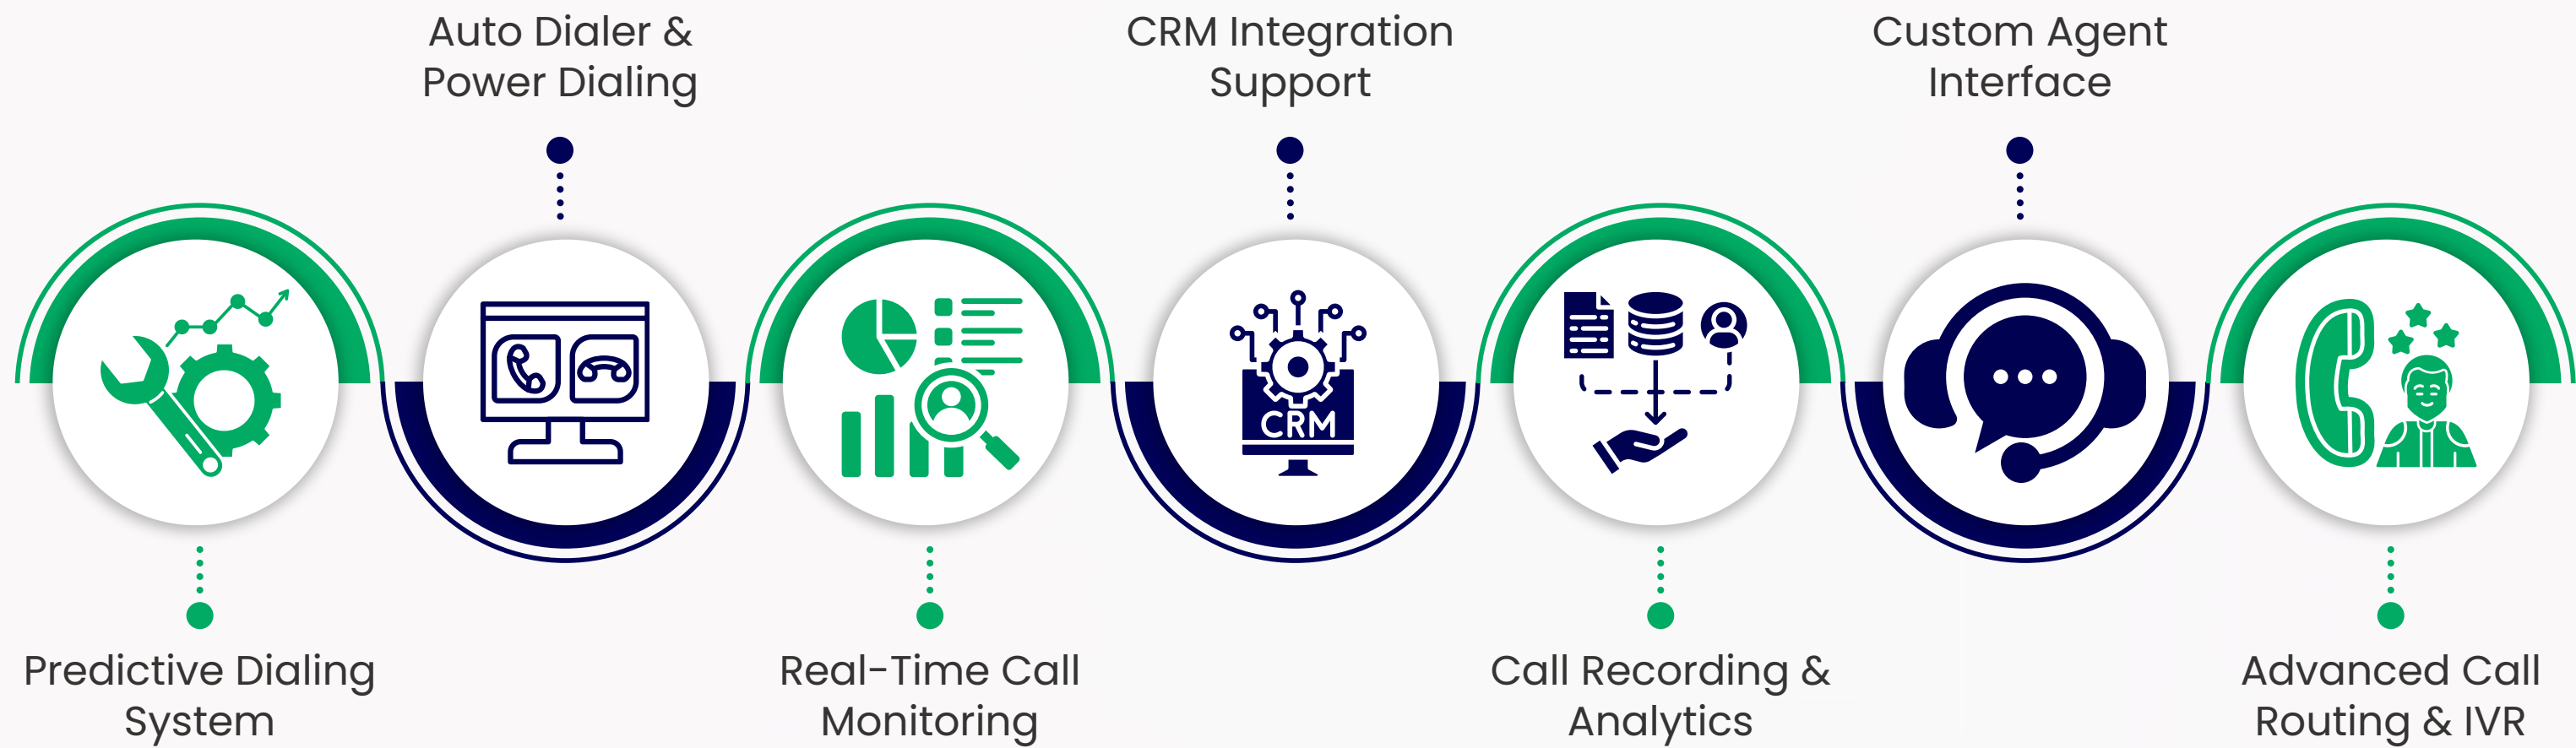 Auto Dialer &
Power Dialing
CRM Integration
Support
Custom Agent
Interface
CRM
Predictive Dialing
System
Real-Time Call
Monitoring
Call Recording &
Analytics
Advanced Call
Routing & IVR